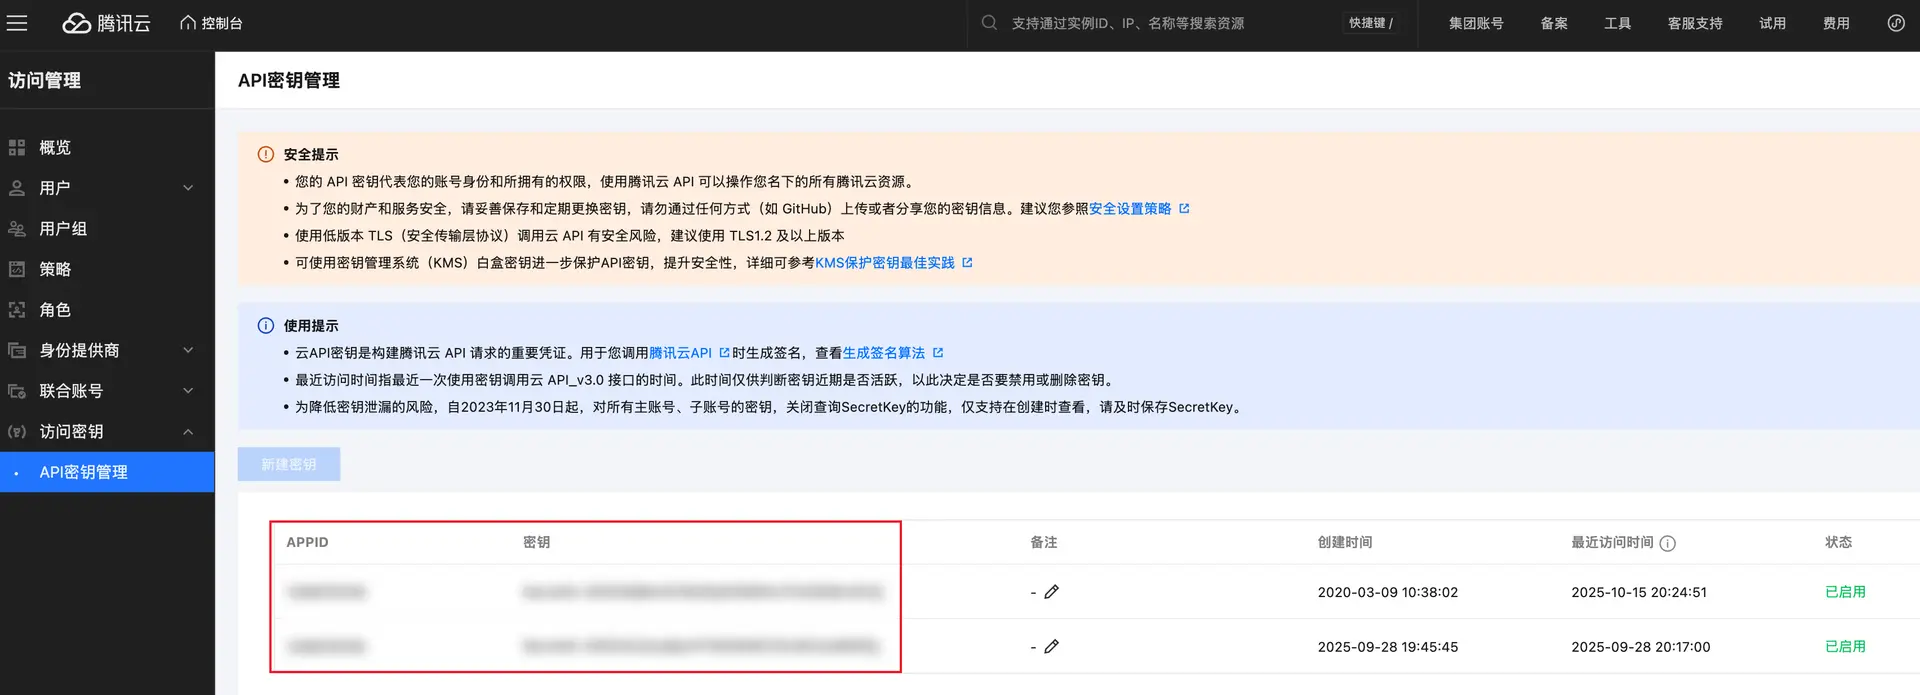 腾讯云
控制台
支持通过实例ID、IP、名称等搜索资源
快捷键 /
集团账号
备案
工具
客服支持
试用
费用
访问管理
概览
用户
用户组
策略
角色
身份提供商
联合账号
访问密钥
API密钥管理
API密钥管理
安全提示
• 您的 API 密钥代表您的账号身份和所拥有的权限，使用腾讯云 API 可以操作您名下的所有腾讯云资源。
• 为了您的财产和服务安全，请妥善保存和定期更换密钥，请勿通过任何方式（如 GitHub）上传或者分享您的密钥信息。建议您参照安全设置策略
• 使用低版本 TLS（安全传输层协议）调用云 API 有安全风险，建议使用 TLS1.2 及以上版本
• 可使用密钥管理系统（KMS）白盒密钥进一步保护API密钥，提升安全性，详细可参考KMS保护密钥最佳实践
使用提示
• 云API密钥是构建腾讯云 API 请求的重要凭证。用于您调用腾讯云API 时生成签名，查看生成签名算法
• 最近访问时间指最近一次使用密钥调用云 API_v3.0 接口的时间。此时间仅供判断密钥近期是否活跃，以此决定是否要禁用或删除密钥。
• 为降低密钥泄漏的风险，自2023年11月30日起，对所有主账号、子账号的密钥，关闭查询SecretKey的功能，仅支持在创建时查看，请及时保存SecretKey。
新建密钥
APPID 密钥 备注 创建时间 最近访问时间 状态
- 2020-03-09 10:38:02 2025-10-15 20:24:51 已启用
- 2025-09-28 19:45:45 2025-09-28 20:17:00 已启用